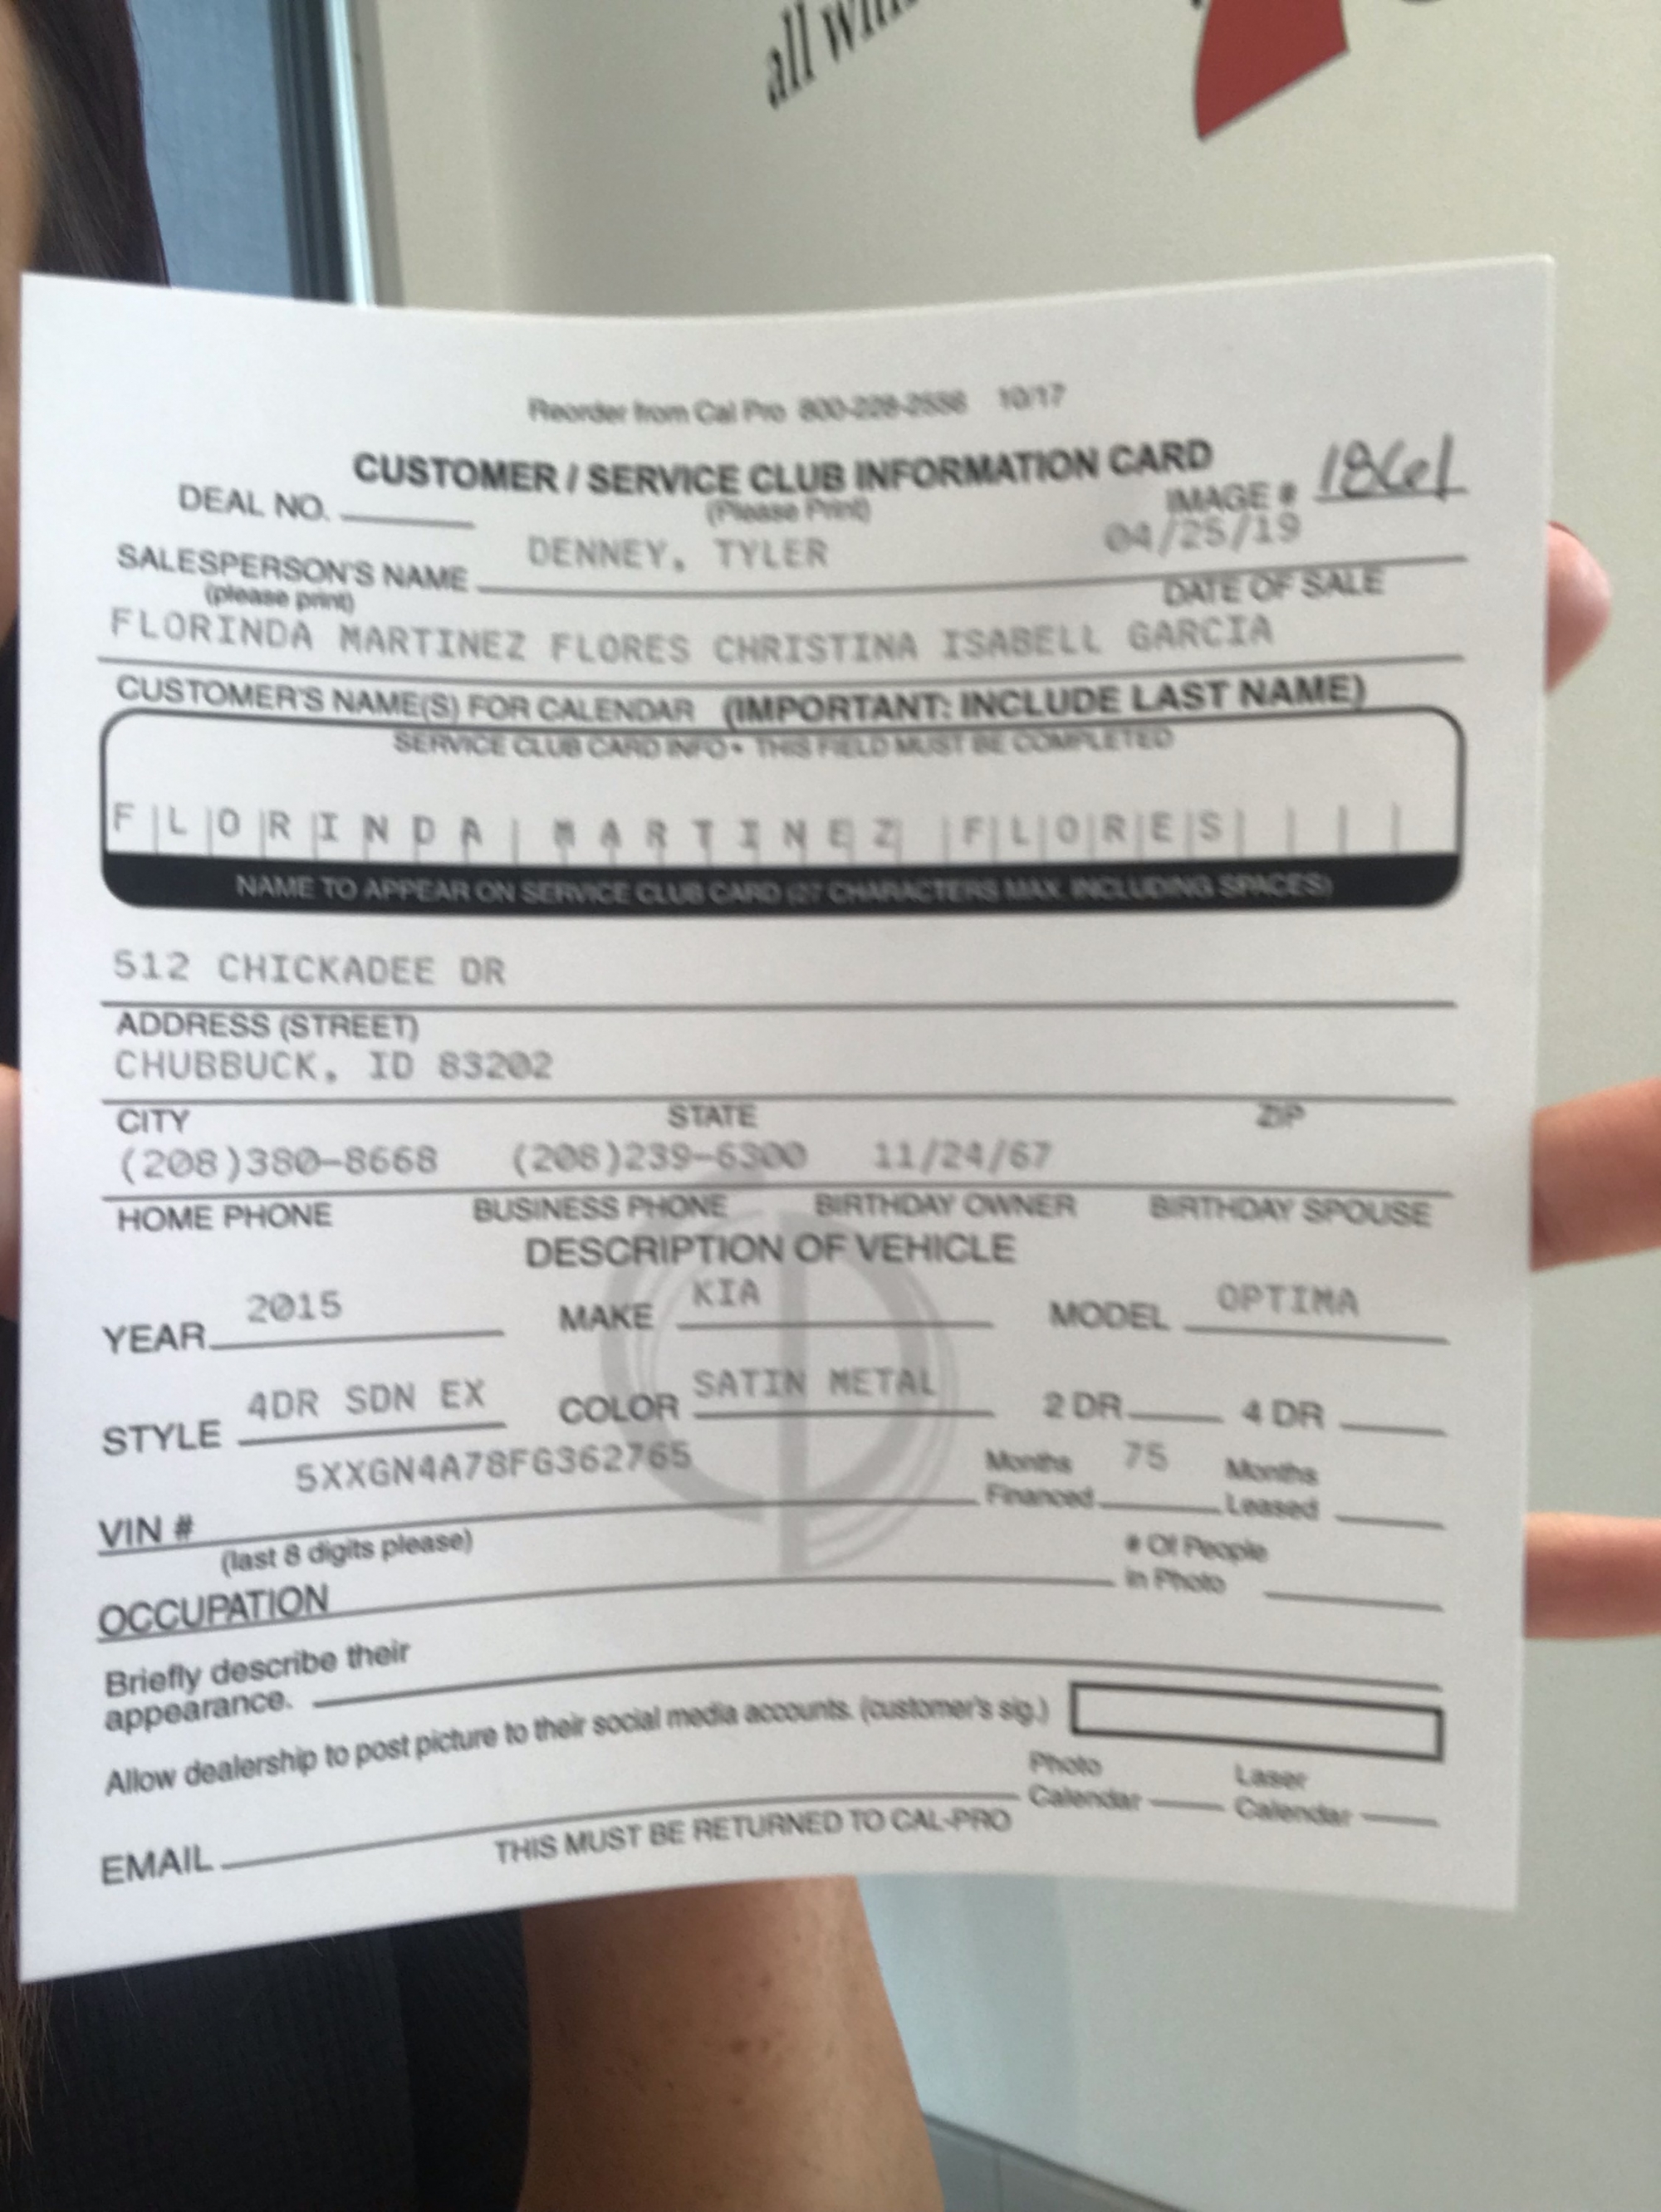 all
Reorder from Cal Pro 800-228-2556 10/17
CUSTOMER / SERVICE CLUB INFORMATION CARD
(Please Print)
DEAL NO. IMAGE #
DENNEY, TYLER 04/25/19
SALESPERSON'S NAME DATE OF SALE
(please print)
FLORINDA MARTINEZ FLORES CHRISTINA ISABELL GARCIA
CUSTOMER'S NAME(S) FOR CALENDAR (IMPORTANT: INCLUDE LAST NAME)
SERVICE CLUB CARD INFO • THIS FIELD MUST BE COMPLETED
FLORINDA MARTINEZ FLORES
NAME TO APPEAR ON SERVICE CLUB CARD (27 CHARACTERS MAX. INCLUDING SPACES)
512 CHICKADEE DR
ADDRESS (STREET)
CHUBBUCK, ID 83202
CITY STATE ZIP
(208)380-8668 (208)239-6300 11/24/67
HOME PHONE BUSINESS PHONE BIRTHDAY OWNER BIRTHDAY SPOUSE
DESCRIPTION OF VEHICLE
YEAR 2015 MAKE KIA MODEL OPTIMA
STYLE 4DR SDN EX COLOR SATIN METAL 2 DR 4 DR
VIN # 5XXGN4A78FG362765 Months Financed 75 Months Leased
(last 8 digits please)
OCCUPATION # Of People in Photo
Briefly describe their
appearance.
Allow dealership to post picture to their social media accounts. (customer's sig.)
Photo Calendar Laser Calendar
EMAIL
THIS MUST BE RETURNED TO CAL-PRO